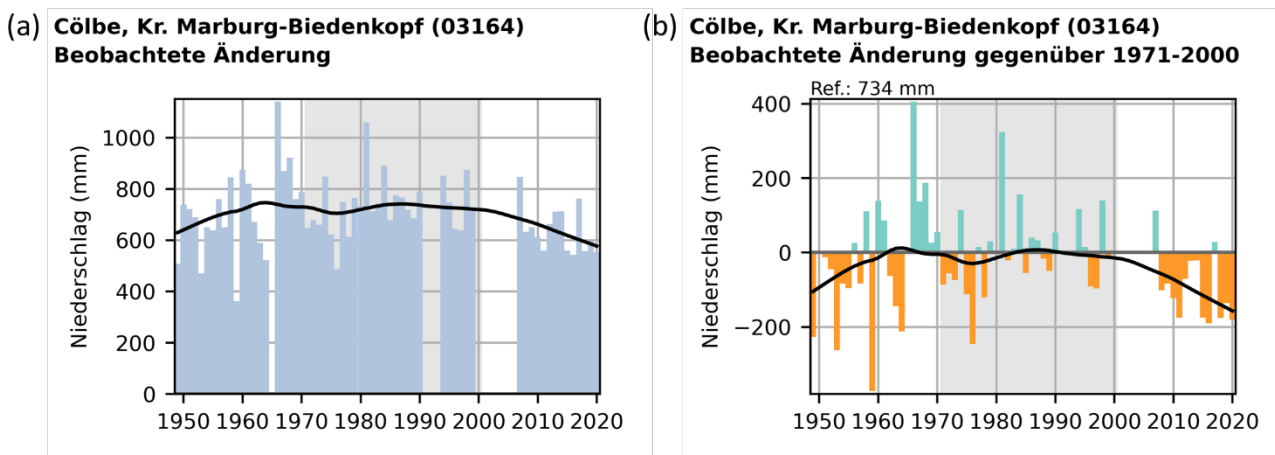 (a) Cölbe, Kr. Marburg-Biedenkopf (03164)
Beobachtete Änderung
Niederschlag (mm)
1000
800
600
400
200
0
1950 1960 1970 1980 1990 2000 2010 2020
(b) Cölbe, Kr. Marburg-Biedenkopf (03164)
Beobachtete Änderung gegenüber 1971-2000
Ref.: 734 mm
Niederschlag (mm)
400
200
0
−200
1950 1960 1970 1980 1990 2000 2010 2020